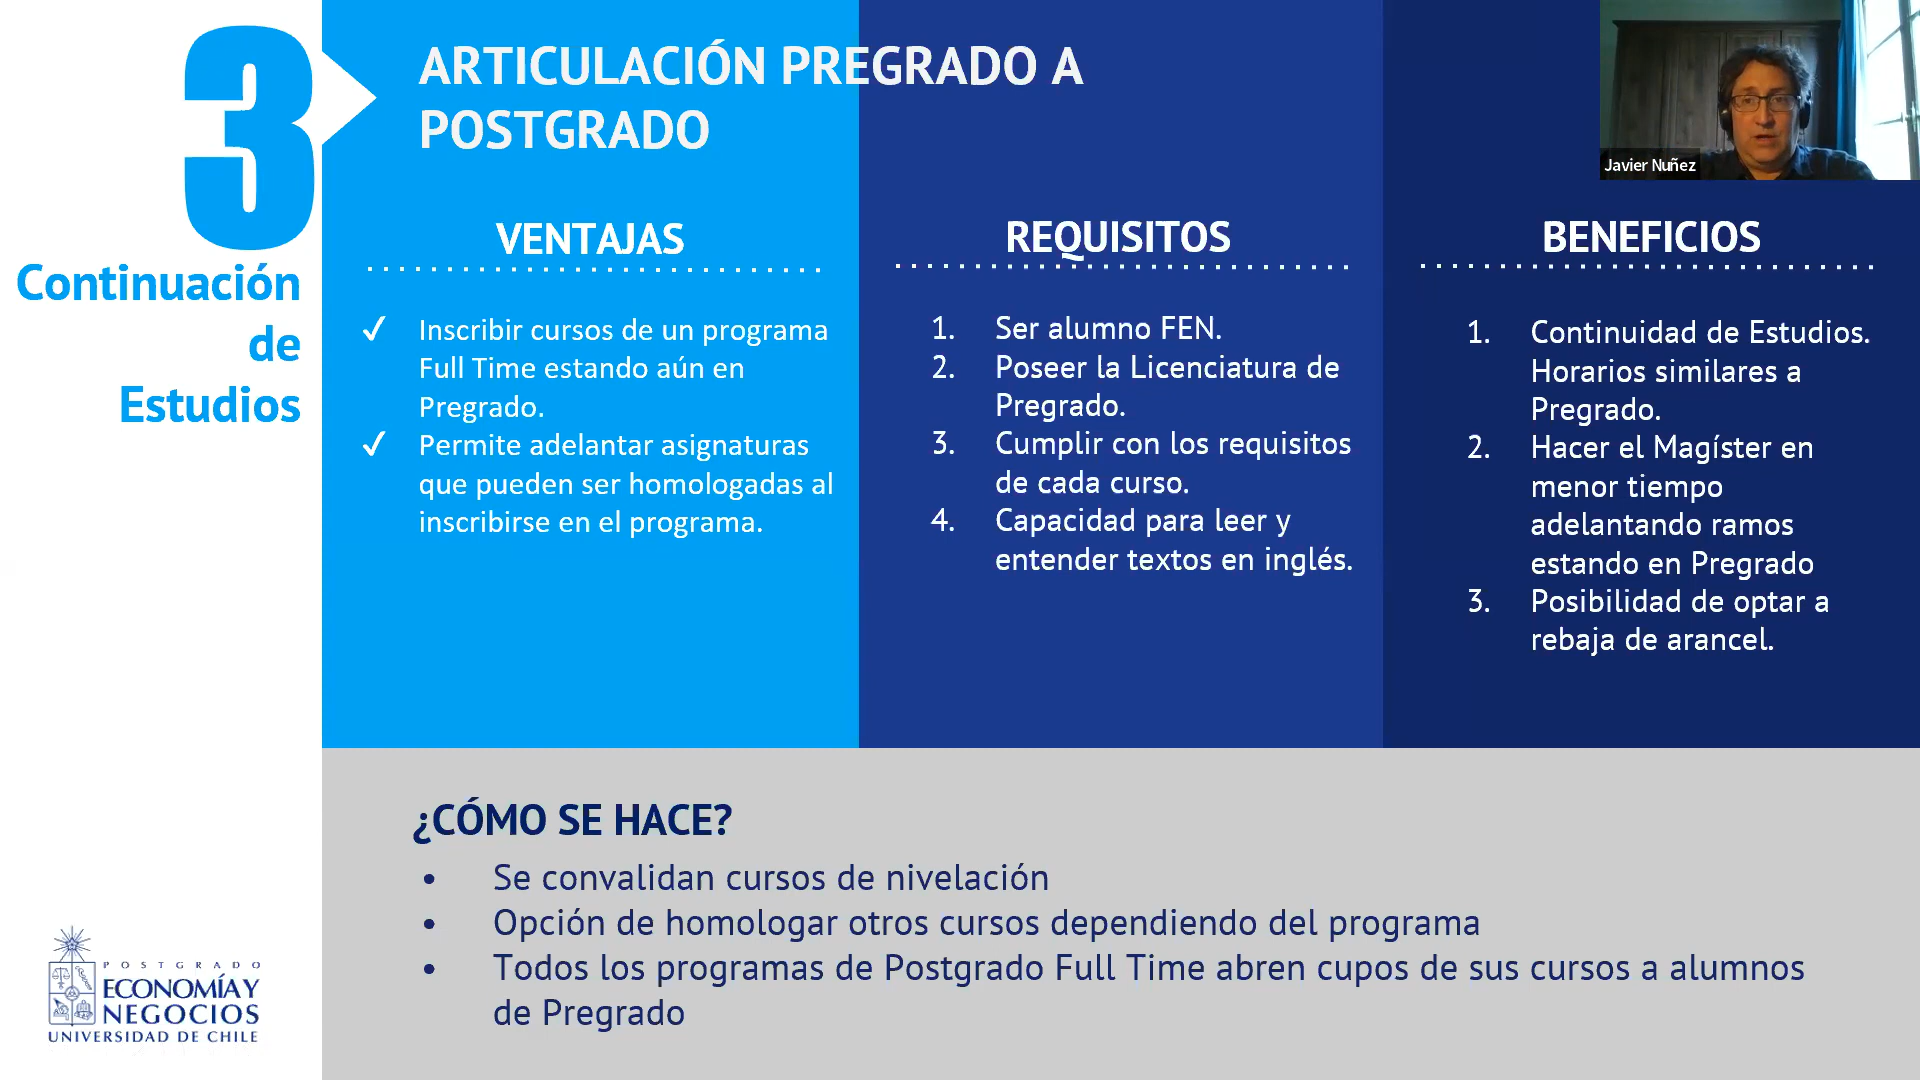 3
Continuación
de
Estudios
ARTICULACIÓN PREGRADO A
POSTGRADO
Javier Nuñez
VENTAJAS
✓ Inscribir cursos de un programa
Full Time estando aún en
Pregrado.
✓ Permite adelantar asignaturas
que pueden ser homologadas al
inscribirse en el programa.
REQUISITOS
1. Ser alumno FEN.
2. Poseer la Licenciatura de
Pregrado.
3. Cumplir con los requisitos
de cada curso.
4. Capacidad para leer y
entender textos en inglés.
BENEFICIOS
1. Continuidad de Estudios.
Horarios similares a
Pregrado.
2. Hacer el Magíster en
menor tiempo
adelantando ramos
estando en Pregrado
3. Posibilidad de optar a
rebaja de arancel.
¿CÓMO SE HACE?
• Se convalidan cursos de nivelación
• Opción de homologar otros cursos dependiendo del programa
• Todos los programas de Postgrado Full Time abren cupos de sus cursos a alumnos
de Pregrado
POSTGRADO
ECONOMÍA Y
NEGOCIOS
UNIVERSIDAD DE CHILE